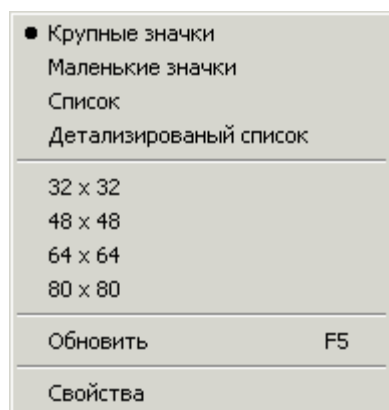 Крупные значки
Маленькие значки
Список
Детализированый список
32 x 32
48 x 48
64 x 64
80 x 80
Обновить F5
Свойства